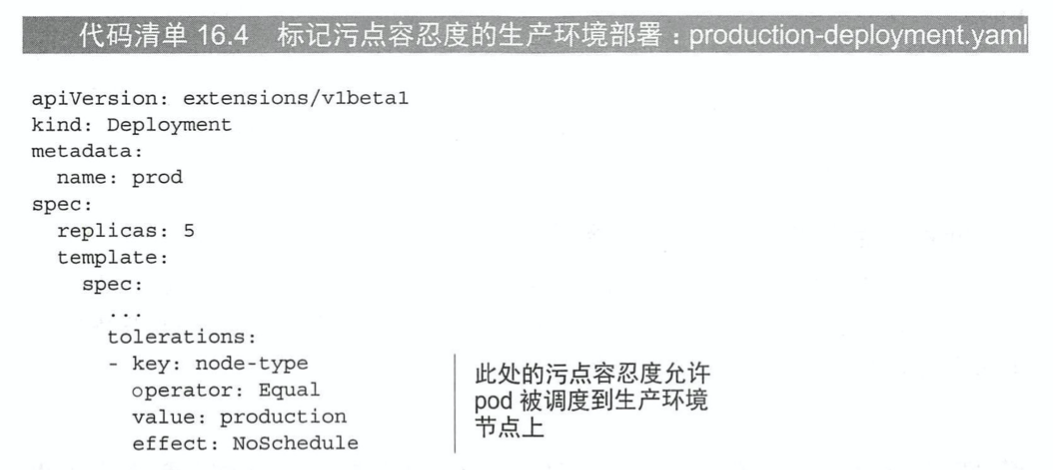 代码清单 16.4 标记污点容忍度的生产环境部署：production-deployment.yaml
apiVersion: extensions/v1beta1
kind: Deployment
metadata:
  name: prod
spec:
  replicas: 5
  template:
    spec:
      ...
      tolerations:
      - key: node-type
        operator: Equal
        value: production
        effect: NoSchedule
此处的污点容忍度允许
pod 被调度到生产环境
节点上